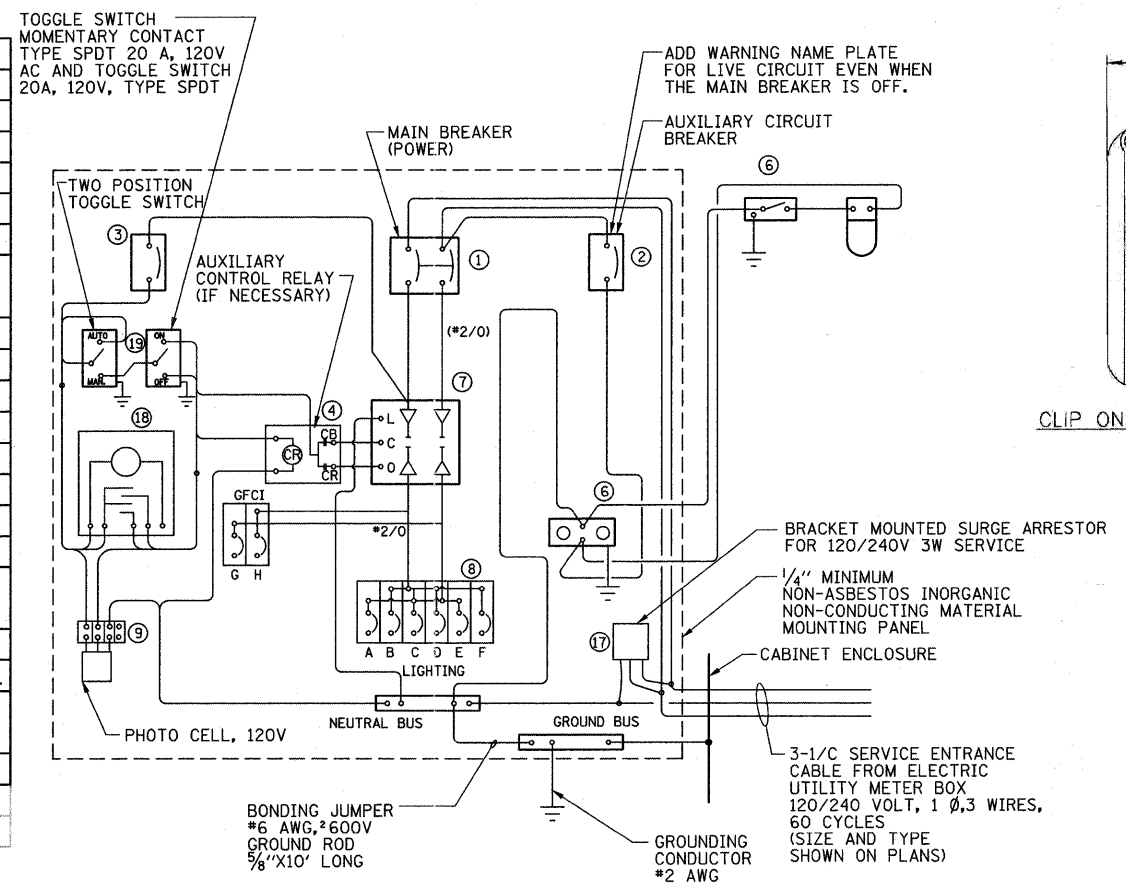 TOGGLE SWITCH
MOMENTARY CONTACT
TYPE SPDT 20 A, 120V
AC AND TOGGLE SWITCH
20A, 120V, TYPE SPDT
ADD WARNING NAME PLATE
FOR LIVE CIRCUIT EVEN WHEN
THE MAIN BREAKER IS OFF.
MAIN BREAKER
(POWER)
AUXILIARY CIRCUIT
BREAKER
6
TWO POSITION
TOGGLE SWITCH
3
AUXILIARY
CONTROL RELAY
(IF NECESSARY)
1
2
AUTO
MAN.
19
ON
OFF
(#2/0)
7
18
4
CB
CR
CR
L
C
O
CLIP ON
GFCI
G H
#2/0
6
BRACKET MOUNTED SURGE ARRESTOR
FOR 120/240V 3W SERVICE
8
1/4" MINIMUM
NON-ASBESTOS INORGANIC
NON-CONDUCTING MATERIAL
MOUNTING PANEL
9
A B C D E F
LIGHTING
17
CABINET ENCLOSURE
NEUTRAL BUS
GROUND BUS
PHOTO CELL, 120V
3-1/C SERVICE ENTRANCE
CABLE FROM ELECTRIC
UTILITY METER BOX
120/240 VOLT, 1 Ø,3 WIRES,
60 CYCLES
(SIZE AND TYPE
SHOWN ON PLANS)
BONDING JUMPER
#6 AWG,²600V
GROUND ROD
5/8"X10' LONG
GROUNDING
CONDUCTOR
#2 AWG